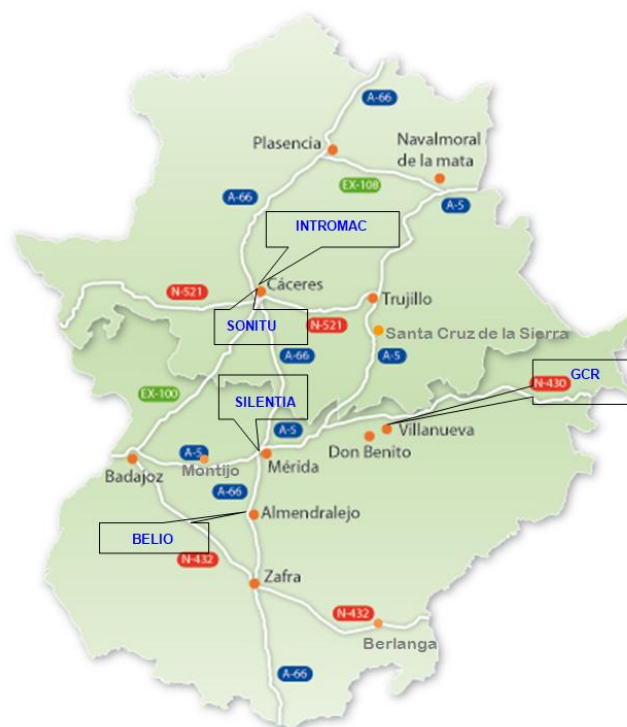 A-66
Plasencia
Navalmoral
de la mata
EX-108
A-66
A-5
INTROMAC
N-521
Cáceres
Trujillo
SONITU
N-521
Santa Cruz de la Sierra
A-66
A-5
GCR
N-430
EX-100
SILENTIA
A-5
Villanueva
Don Benito
A-5
Mérida
Badajoz
Montijo
A-66
Almendralejo
BELIO
N-432
Zafra
N-432
Berlanga
A-66